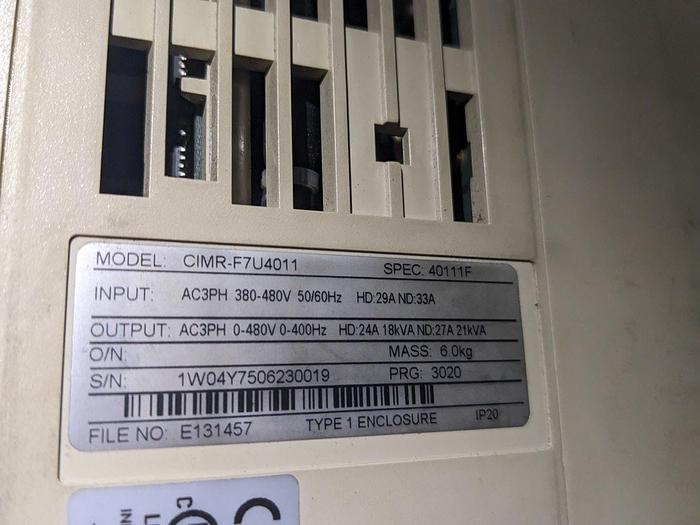 MODEL: CIMR-F7U4011 SPEC: 40111F
INPUT: AC3PH 380-480V 50/60Hz HD:29A ND:33A
OUTPUT: AC3PH 0-480V 0-400Hz HD:24A 18kVA ND:27A 21kVA
O/N: MASS: 6.0kg
S/N: 1W04Y7506230019 PRG: 3020
FILE NO: E131457 TYPE 1 ENCLOSURE IP20